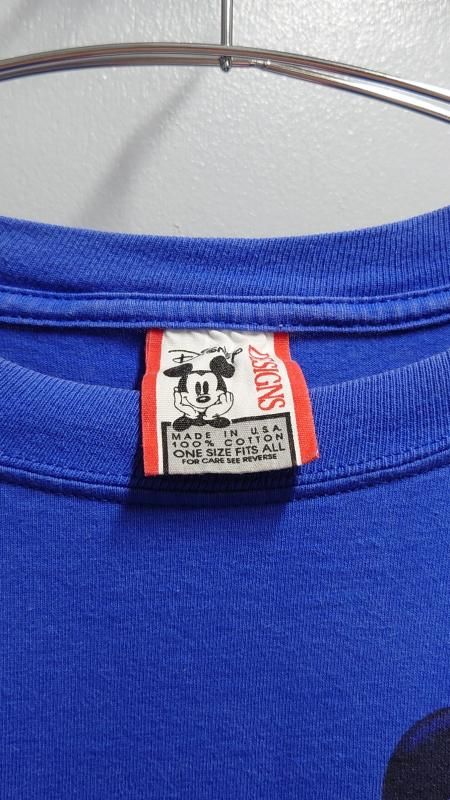 Disney
DESIGNS
MADE IN U.S.A.
100% COTTON
ONE SIZE FITS ALL
FOR CARE SEE REVERSE